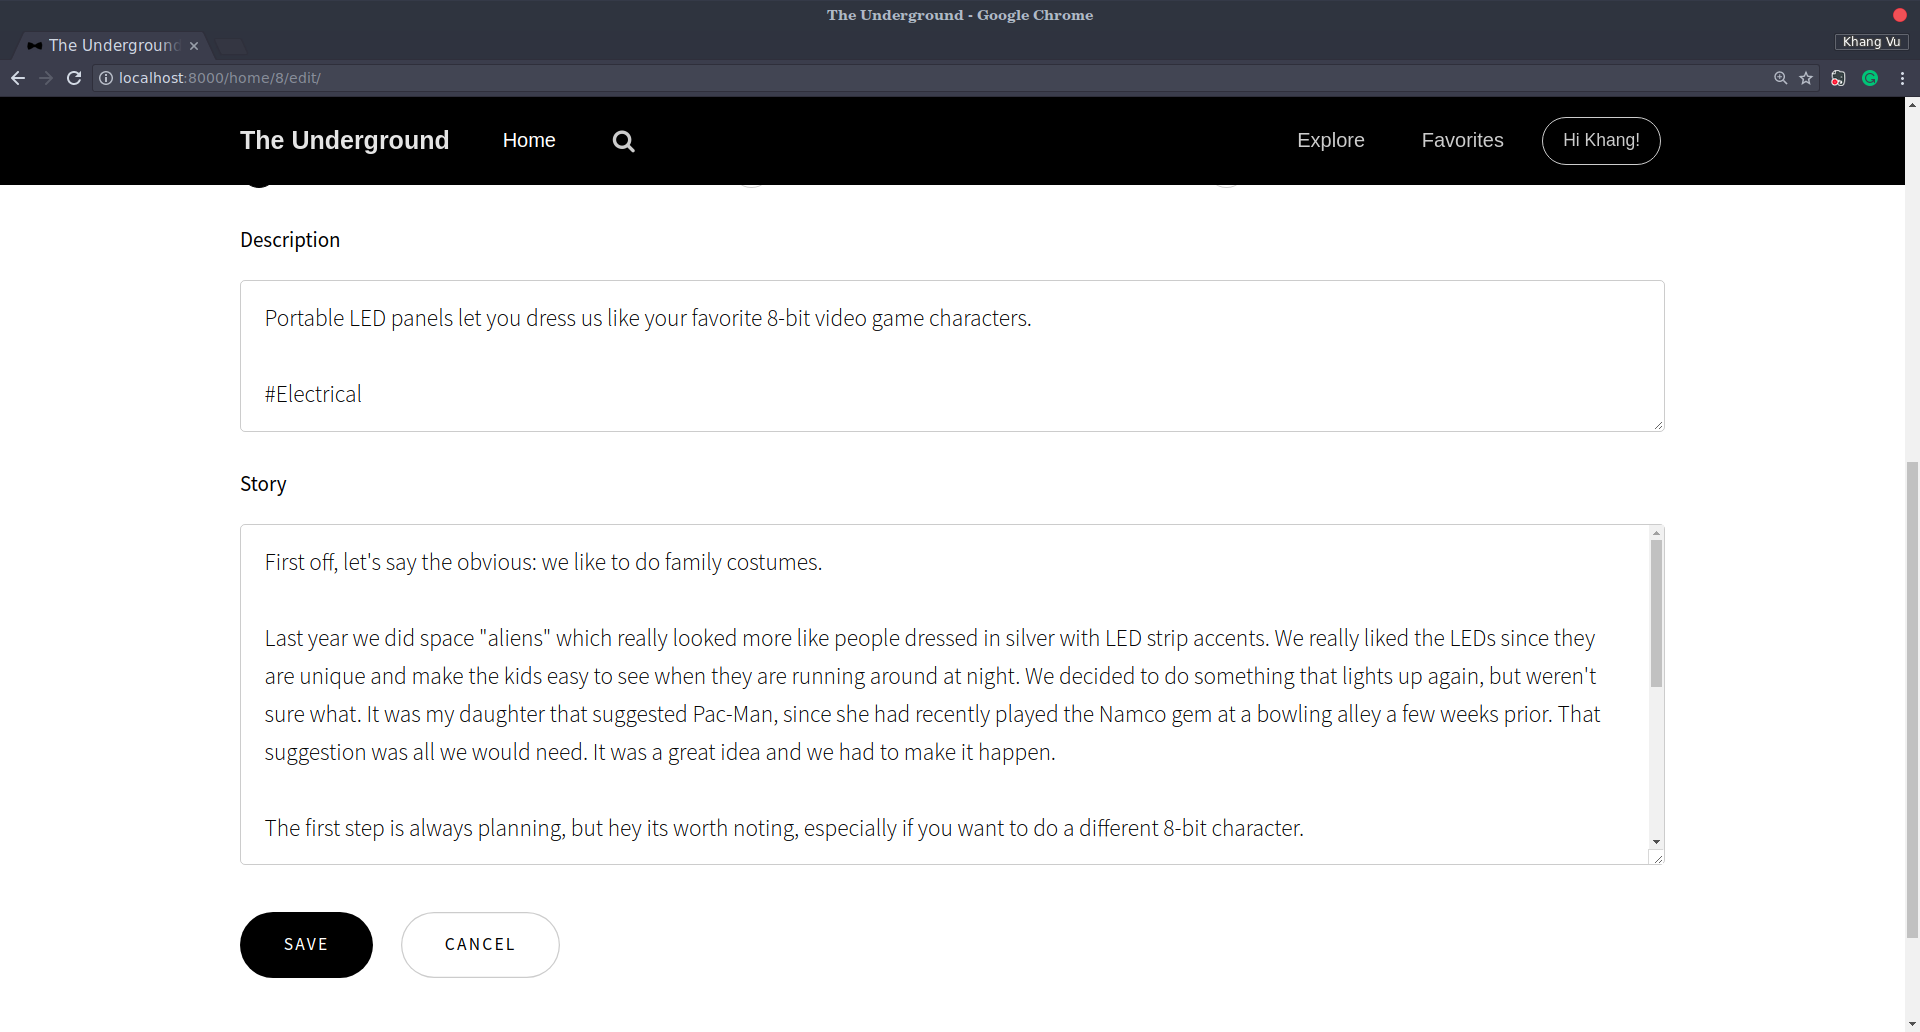 The Underground - Google Chrome
The Underground
Khang Vu
localhost:8000/home/8/edit/
The Underground Home Explore Favorites Hi Khang!
Description
Portable LED panels let you dress us like your favorite 8-bit video game characters.
#Electrical
Story
First off, let's say the obvious: we like to do family costumes.
Last year we did space "aliens" which really looked more like people dressed in silver with LED strip accents. We really liked the LEDs since they
are unique and make the kids easy to see when they are running around at night. We decided to do something that lights up again, but weren't
sure what. It was my daughter that suggested Pac-Man, since she had recently played the Namco gem at a bowling alley a few weeks prior. That
suggestion was all we would need. It was a great idea and we had to make it happen.
The first step is always planning, but hey its worth noting, especially if you want to do a different 8-bit character.
SAVE CANCEL